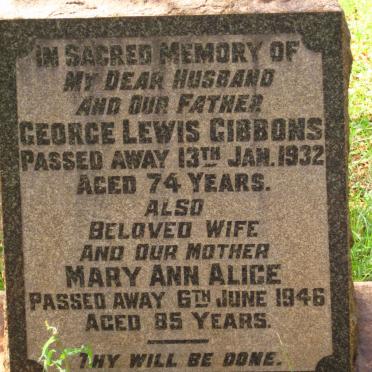 IN SACRED MEMORY OF
MY DEAR HUSBAND
AND OUR FATHER
GEORGE LEWIS GIBBONS
PASSED AWAY 13TH JAN. 1932
AGED 74 YEARS.
ALSO
BELOVED WIFE
AND OUR MOTHER
MARY ANN ALICE
PASSED AWAY 6TH JUNE 1946
AGED 85 YEARS.
THY WILL BE DONE.